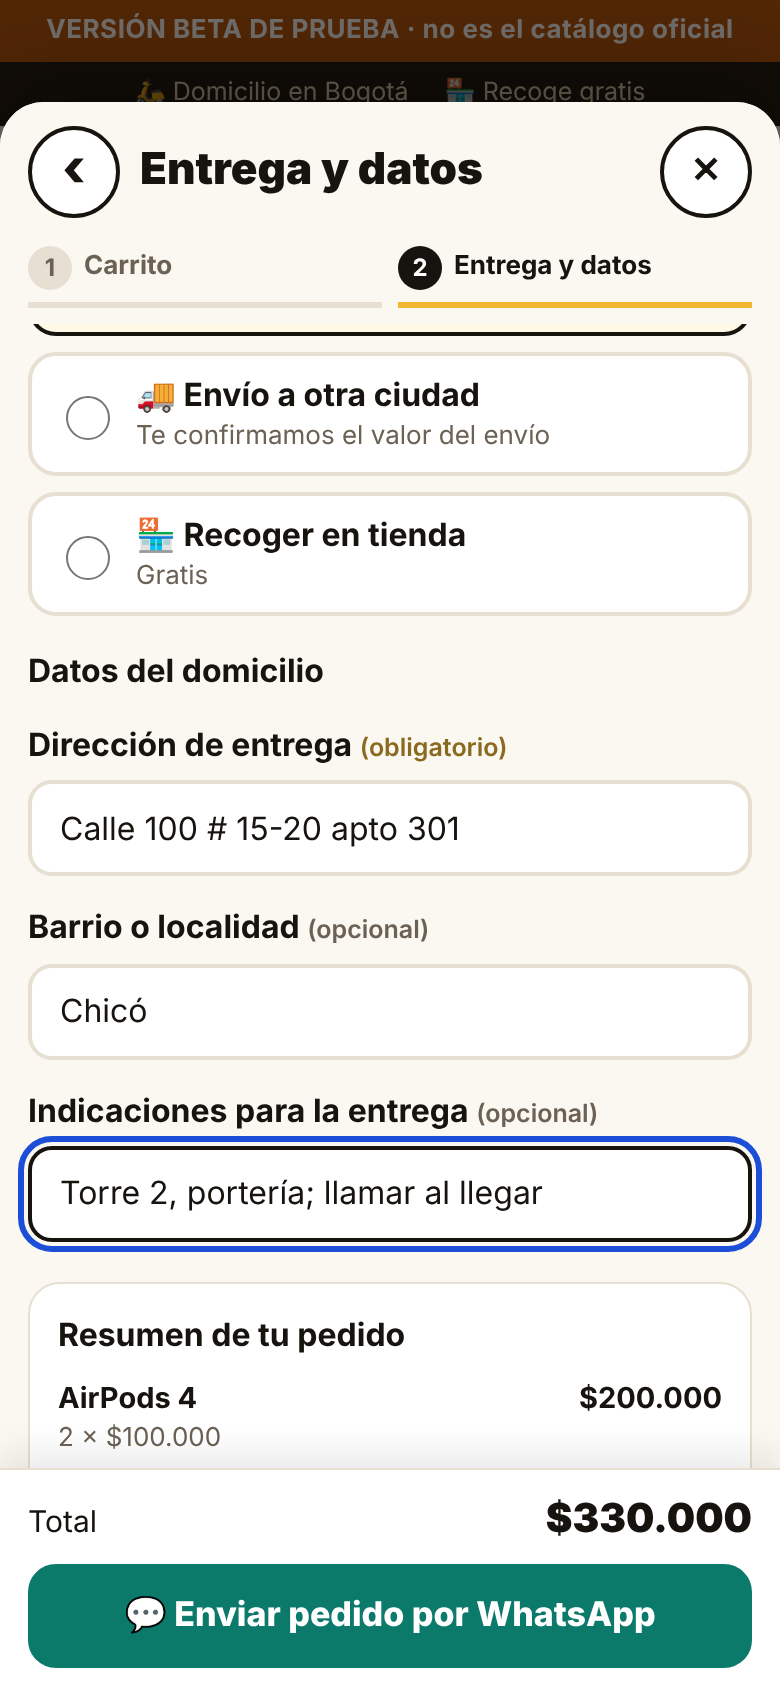 VERSIÓN BETA DE PRUEBA · no es el catálogo oficial
Domicilio en Bogotá Recoge gratis
Entrega y datos
1 Carrito
2 Entrega y datos
Envío a otra ciudad
Te confirmamos el valor del envío
Recoger en tienda
Gratis
Datos del domicilio
Dirección de entrega (obligatorio)
Calle 100 # 15-20 apto 301
Barrio o localidad (opcional)
Chicó
Indicaciones para la entrega (opcional)
Torre 2, portería; llamar al llegar
Resumen de tu pedido
AirPods 4 $200.000
2 × $100.000
Total $330.000
Enviar pedido por WhatsApp